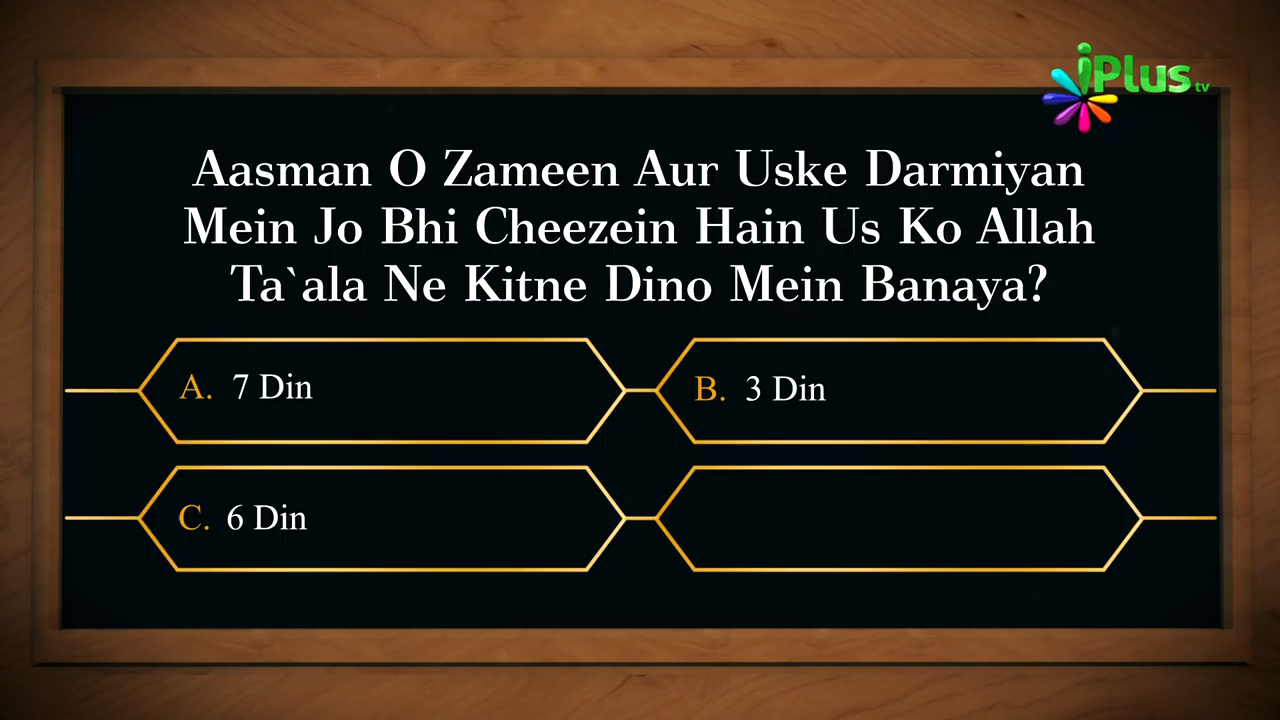 iPlus tv
Aasman O Zameen Aur Uske Darmiyan
Mein Jo Bhi Cheezein Hain Us Ko Allah
Ta`ala Ne Kitne Dino Mein Banaya?
A. 7 Din
B. 3 Din
C. 6 Din